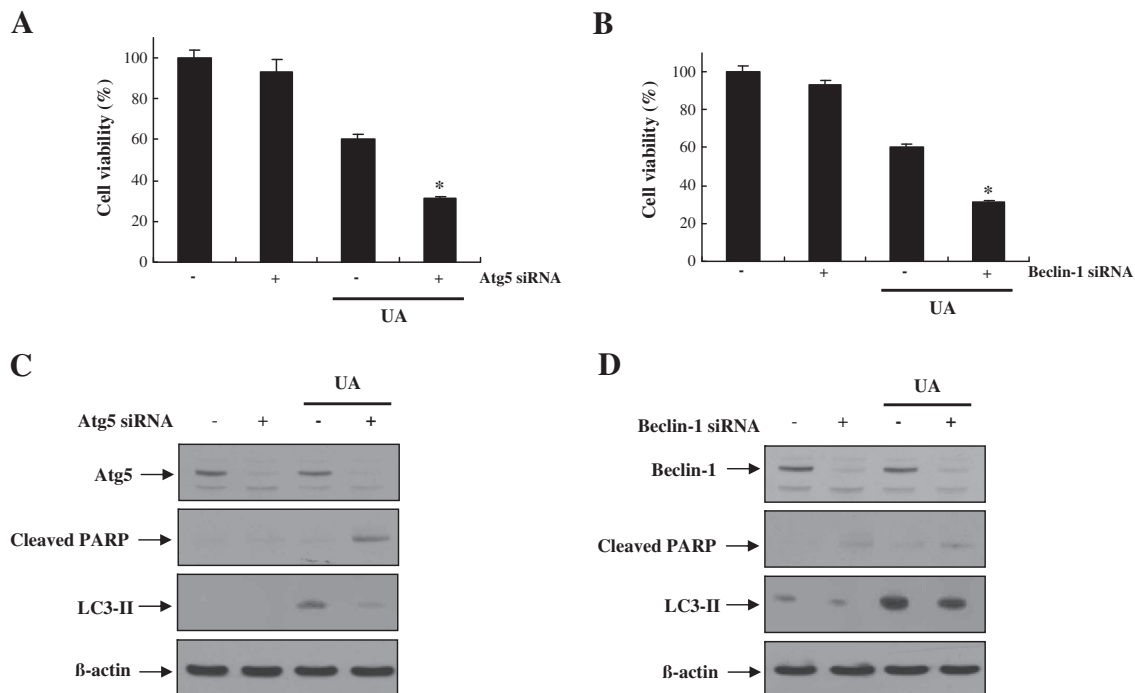 A
Cell viability (%)
100
80
60
40
20
0
- + - + Atg5 siRNA
*
UA
B
Cell viability (%)
100
80
60
40
20
0
- + - + Beclin-1 siRNA
*
UA
C
UA
Atg5 siRNA - + - +
Atg5
Cleaved PARP
LC3-II
ß-actin
D
UA
Beclin-1 siRNA - + - +
Beclin-1
Cleaved PARP
LC3-II
ß-actin